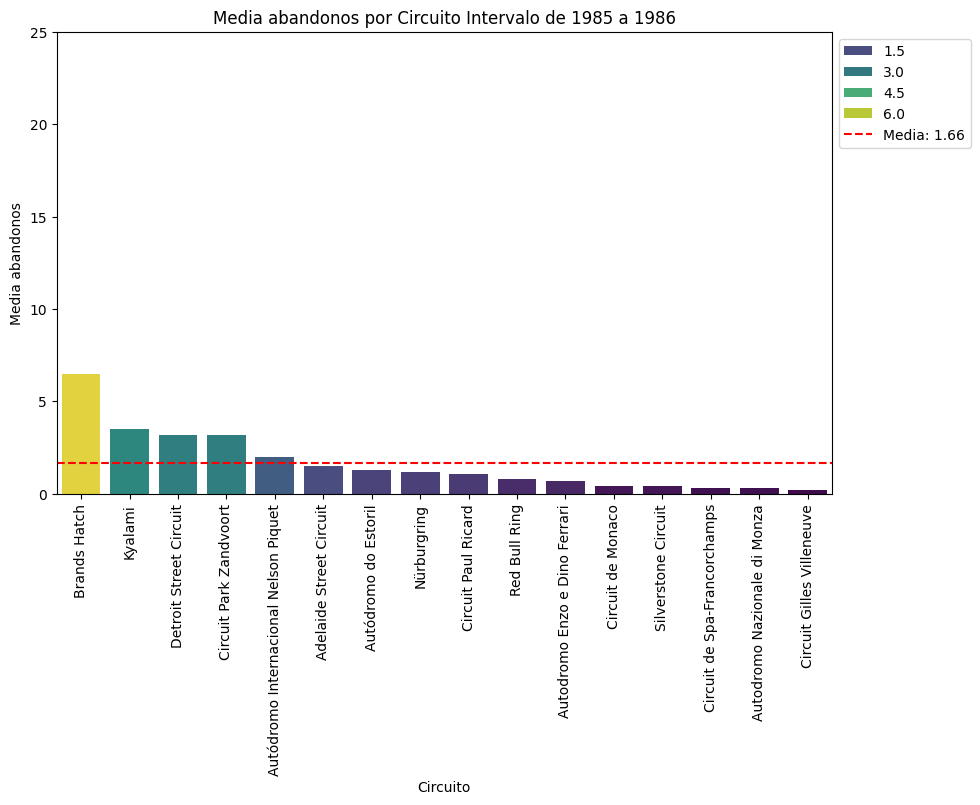 Media abandonos por Circuito Intervalo de 1985 a 1986
25
20
15
10
5
0
Media abandonos
1.5
3.0
4.5
6.0
Media: 1.66
Brands Hatch
Kyalami
Detroit Street Circuit
Circuit Park Zandvoort
Autódromo Internacional Nelson Piquet
Adelaide Street Circuit
Autódromo do Estoril
Nürburgring
Circuit Paul Ricard
Red Bull Ring
Autodromo Enzo e Dino Ferrari
Circuit de Monaco
Silverstone Circuit
Circuit de Spa-Francorchamps
Autodromo Nazionale di Monza
Circuit Gilles Villeneuve
Circuito